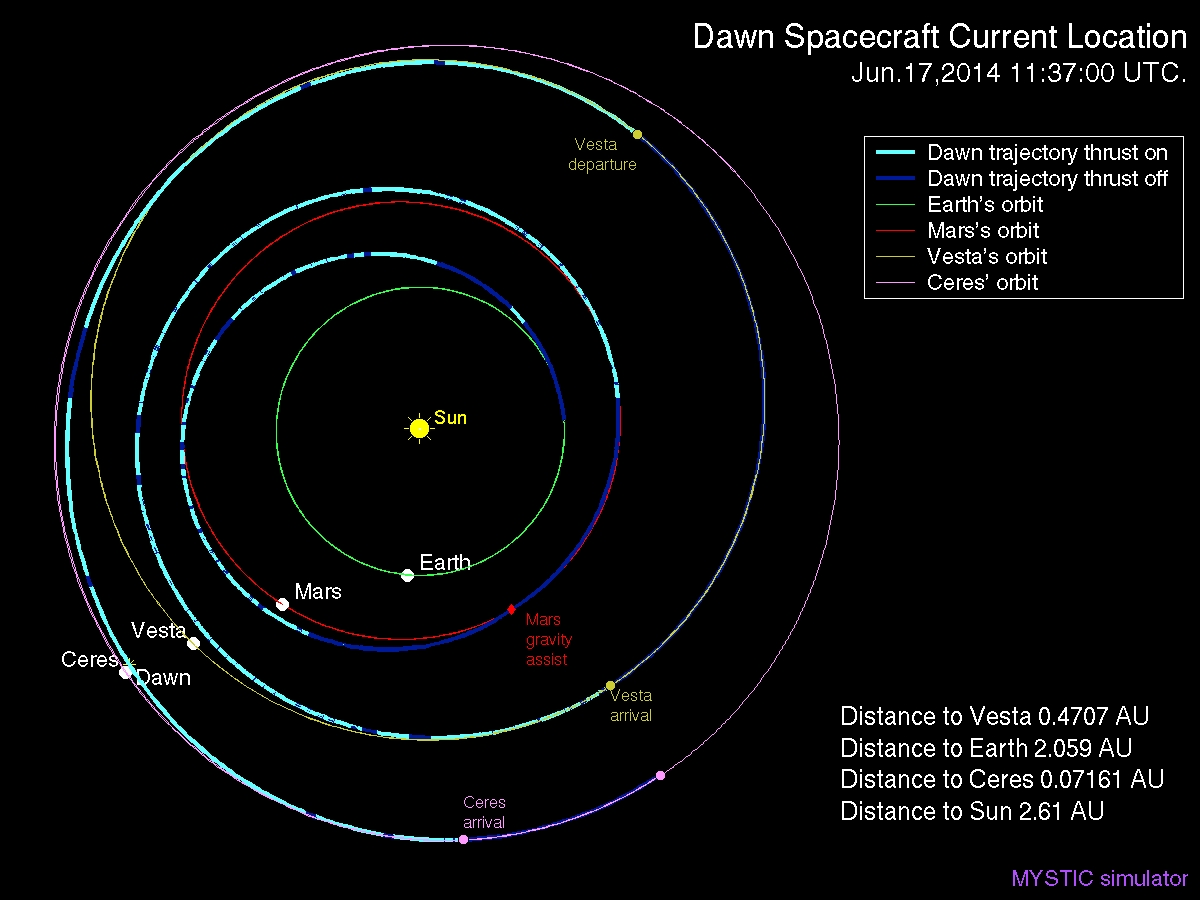 Dawn Spacecraft Current Location
Jun.17,2014 11:37:00 UTC.
Dawn trajectory thrust on
Dawn trajectory thrust off
Earth's orbit
Mars's orbit
Vesta's orbit
Ceres' orbit
Vesta
departure
Sun
Earth
Mars
Mars
gravity
assist
Vesta
Ceres
Dawn
Vesta
arrival
Ceres
arrival
Distance to Vesta 0.4707 AU
Distance to Earth 2.059 AU
Distance to Ceres 0.07161 AU
Distance to Sun 2.61 AU
MYSTIC simulator